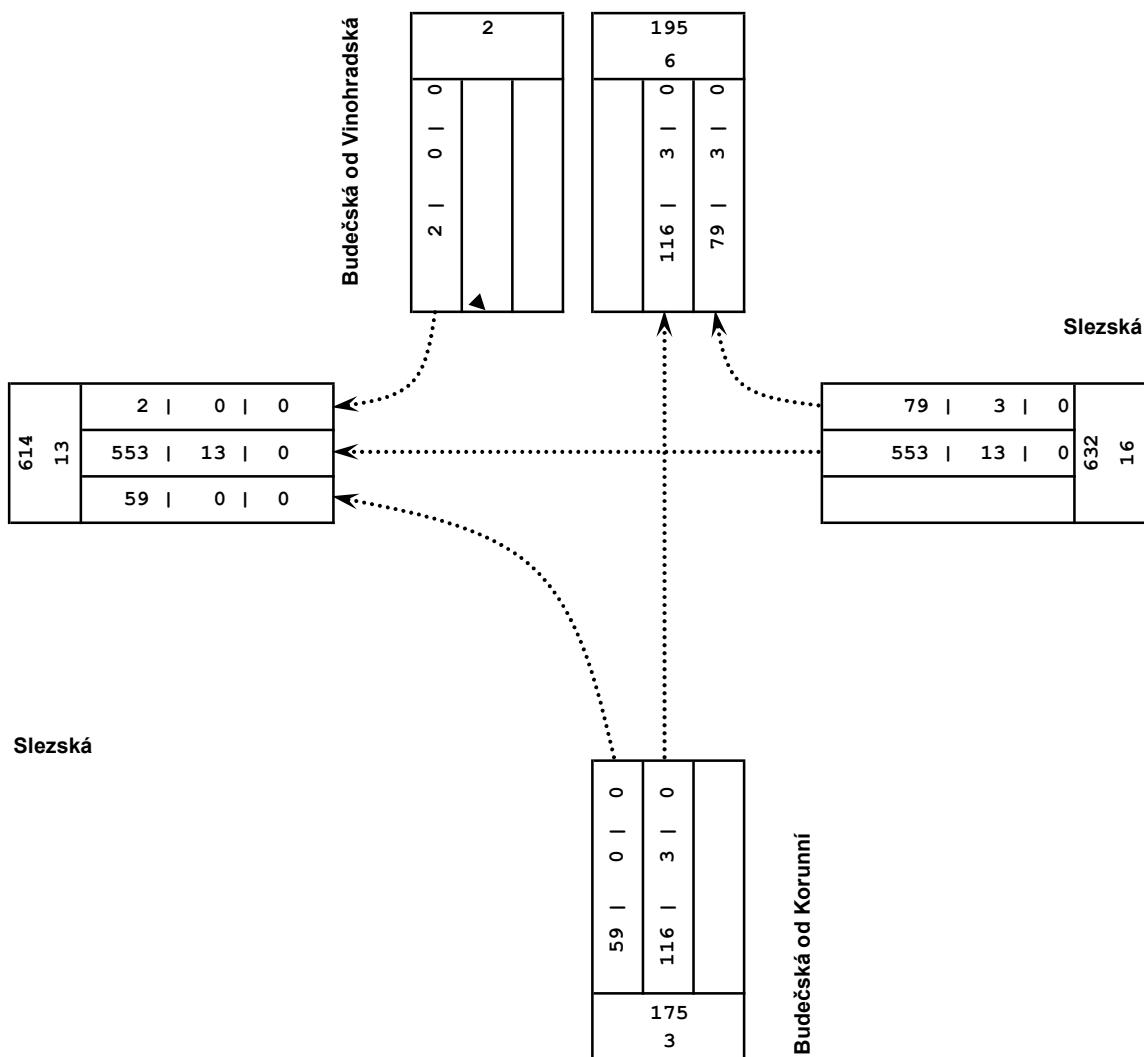 Budečská od Vinohradská
2
2 | 0 | 0
195
6
116 | 3 | 0
79 | 3 | 0
Slezská
614
13
2 | 0 | 0
553 | 13 | 0
59 | 0 | 0
79 | 3 | 0
553 | 13 | 0
632
16
Slezská
59 | 0 | 0
116 | 3 | 0
175
3
Budečská od Korunní